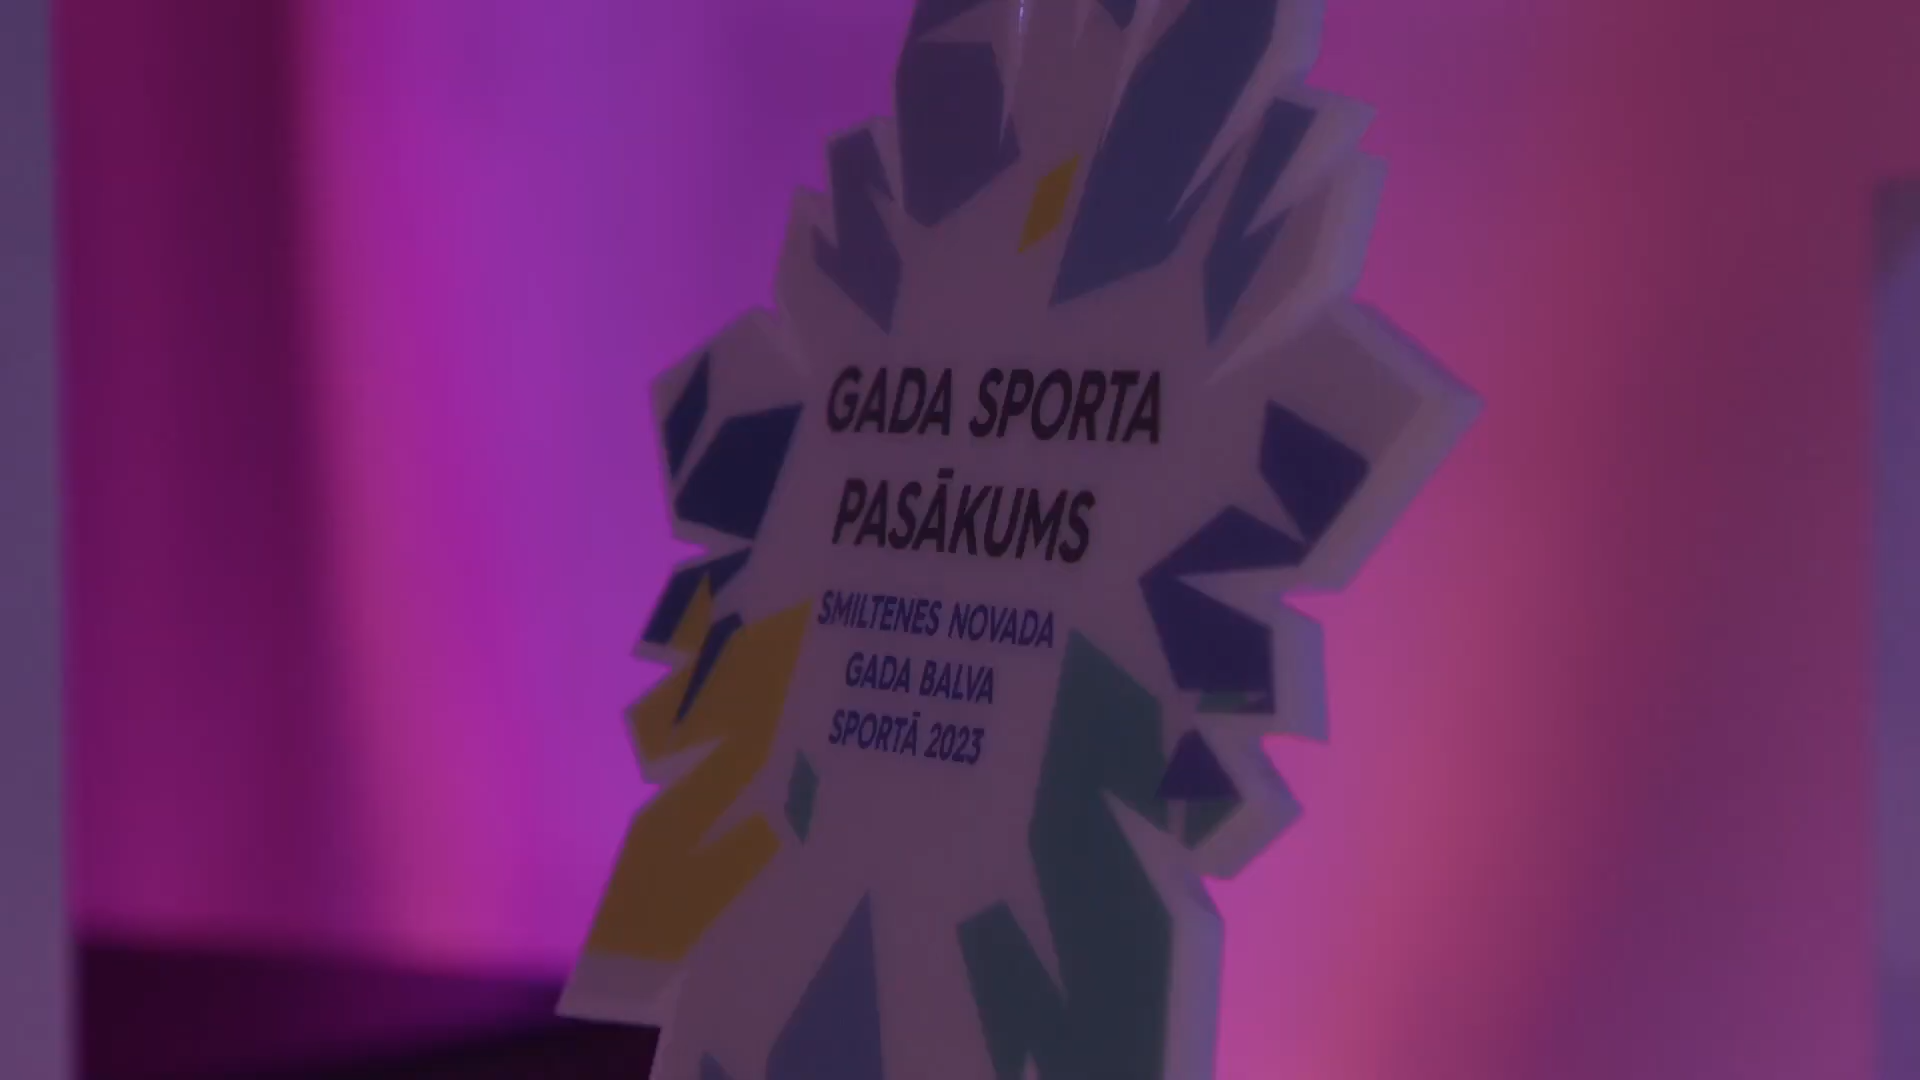 GADA SPORTA
PASĀKUMS
SMILTENES NOVADA
GADA BALVA
SPORTĀ 2023